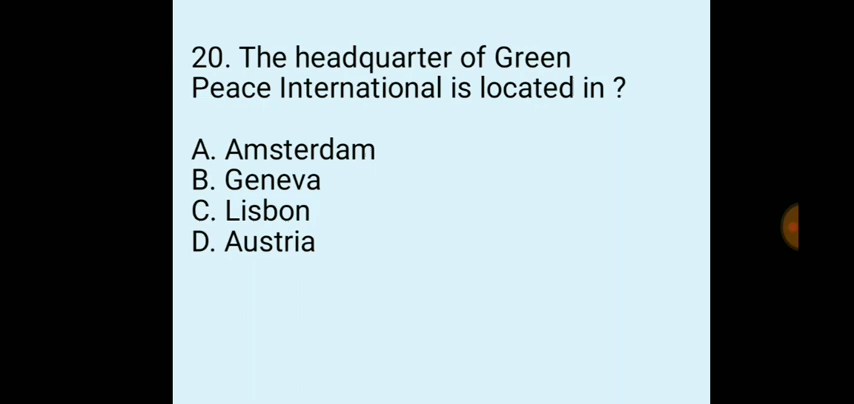 20. The headquarter of Green
Peace International is located in ?
A. Amsterdam
B. Geneva
C. Lisbon
D. Austria